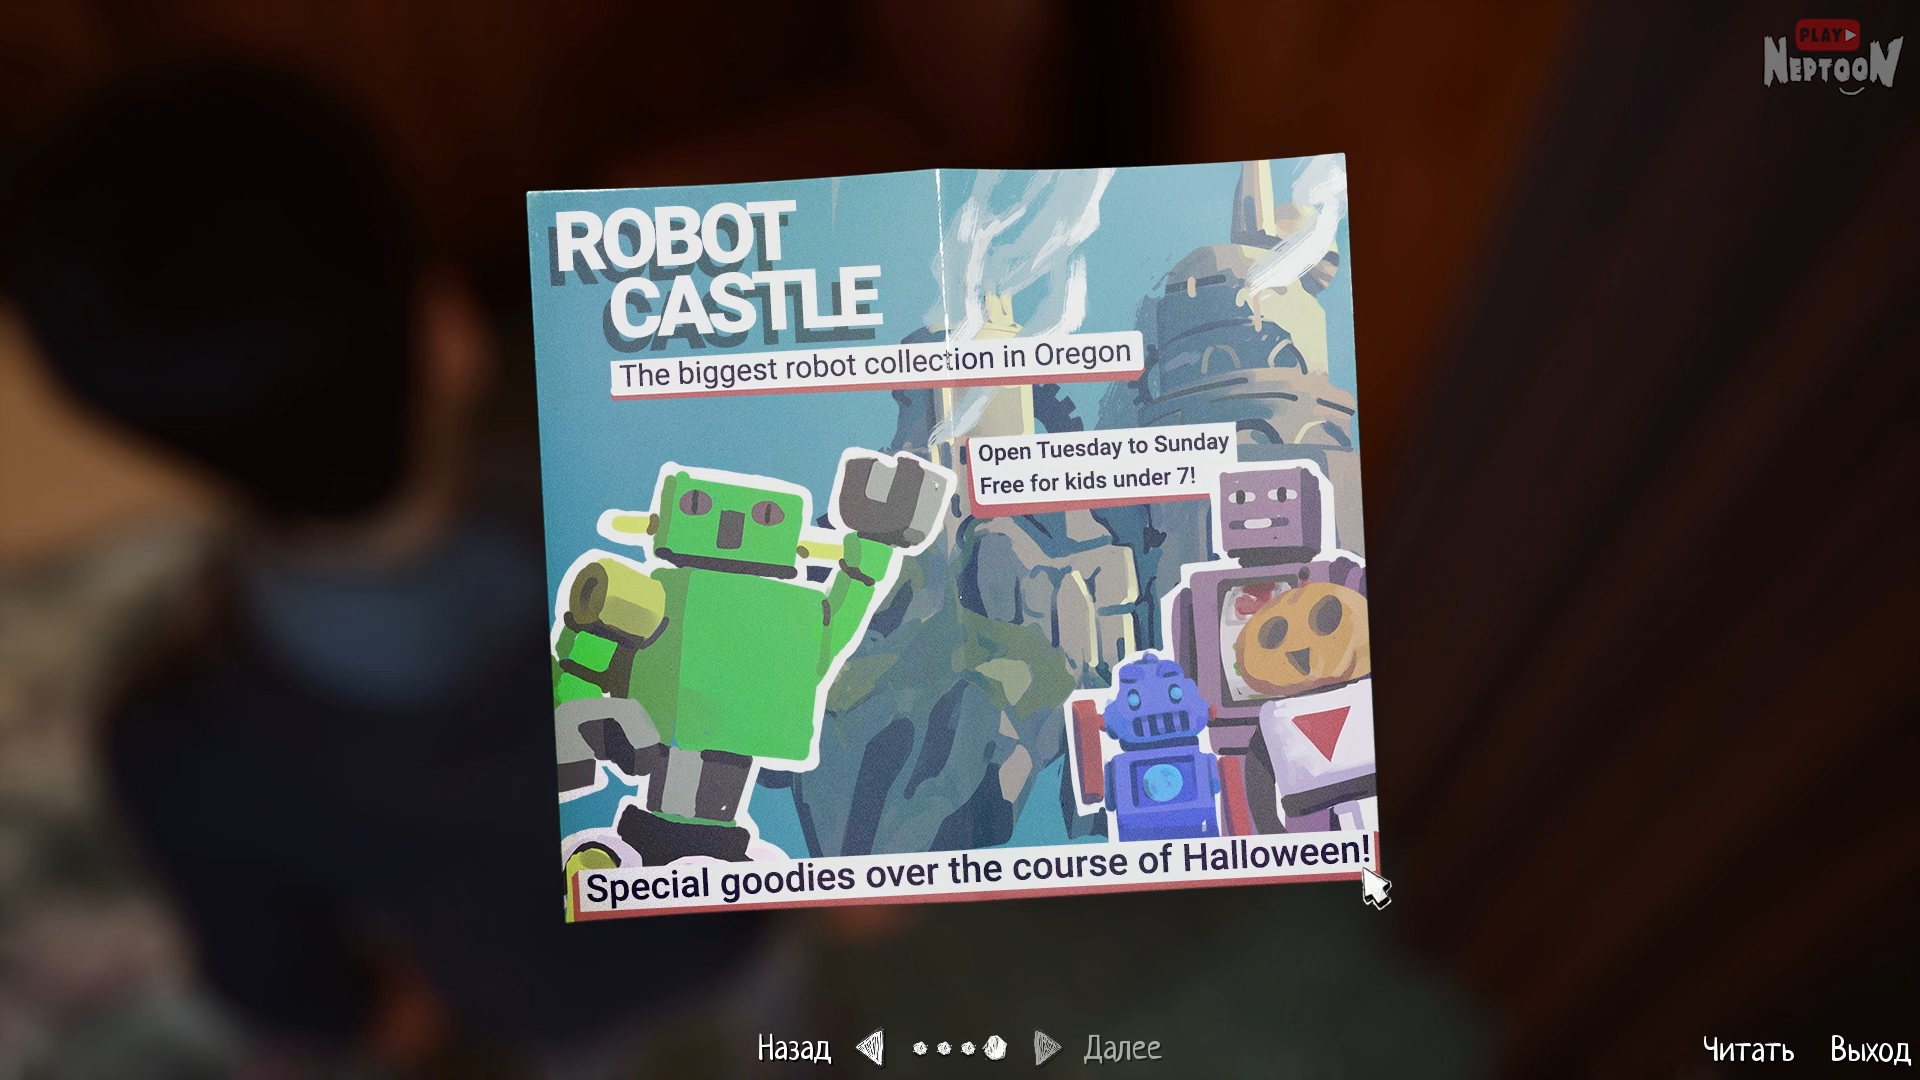 PLAY
NEPTOON
ROBOT
CASTLE
The biggest robot collection in Oregon
Open Tuesday to Sunday
Free for kids under 7!
Special goodies over the course of Halloween!
Назад
Далее
Читать
Выход